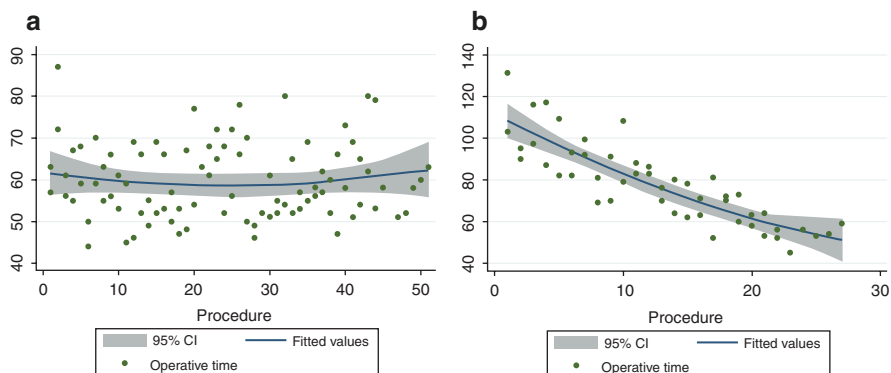 a
90
80
70
60
50
40
0 10 20 30 40 50
Procedure
95% CI Fitted values
Operative time
b
140
120
100
80
60
40
0 10 20 30
Procedure
95% CI Fitted values
Operative time